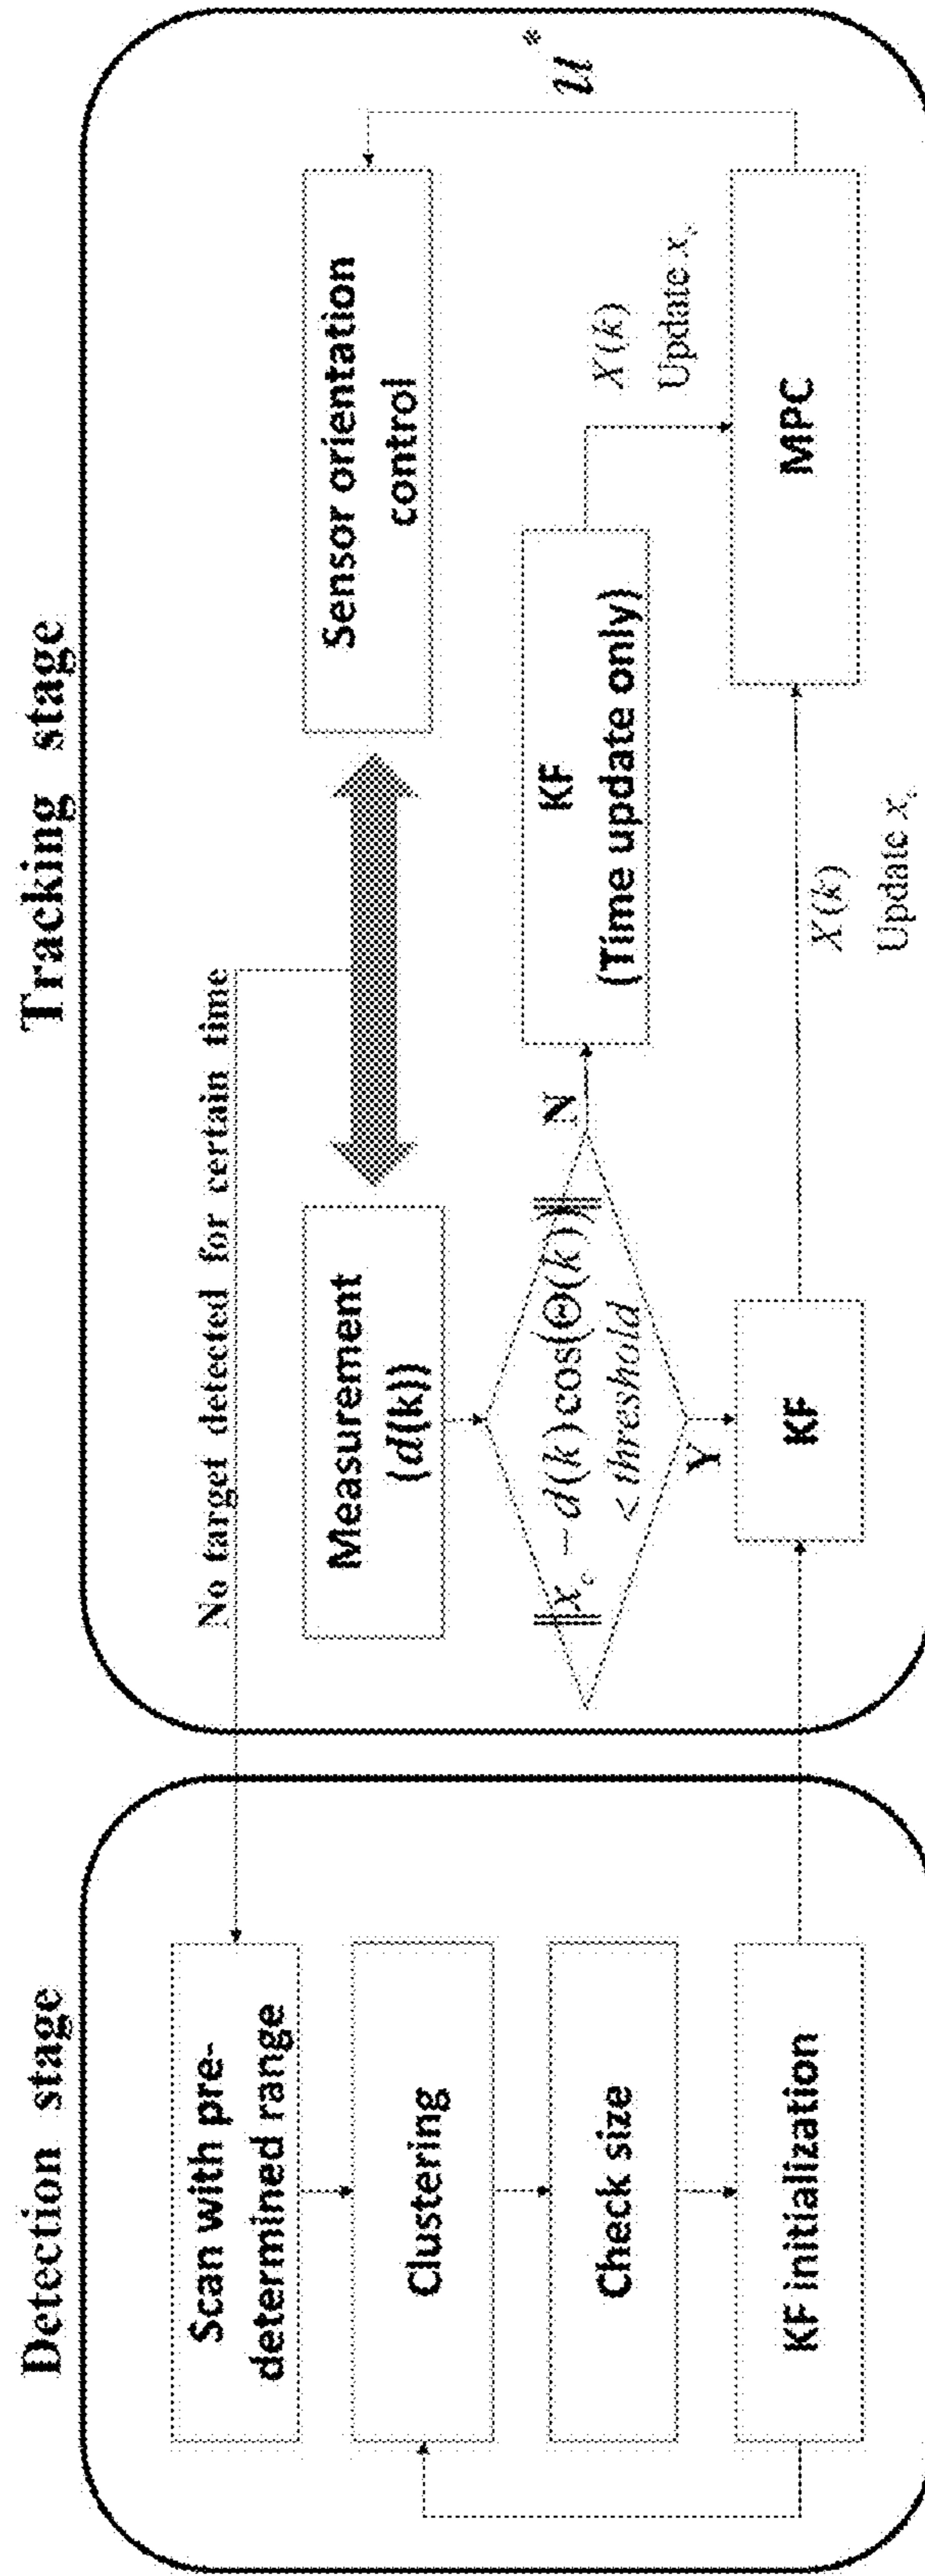 Detection stage
Scan with pre-
determined range
Clustering
Check size
KF initialization
Tracking stage
No target detected for certain time
Measurement
(d(k))
Sensor orientation
control
‖x_c − d(k)cos(Θ(k))‖
< threshold
N
Y
KF
(Time update only)
KF
X(k)
Update x_c
X(k)
Update x_c
MPC
u*